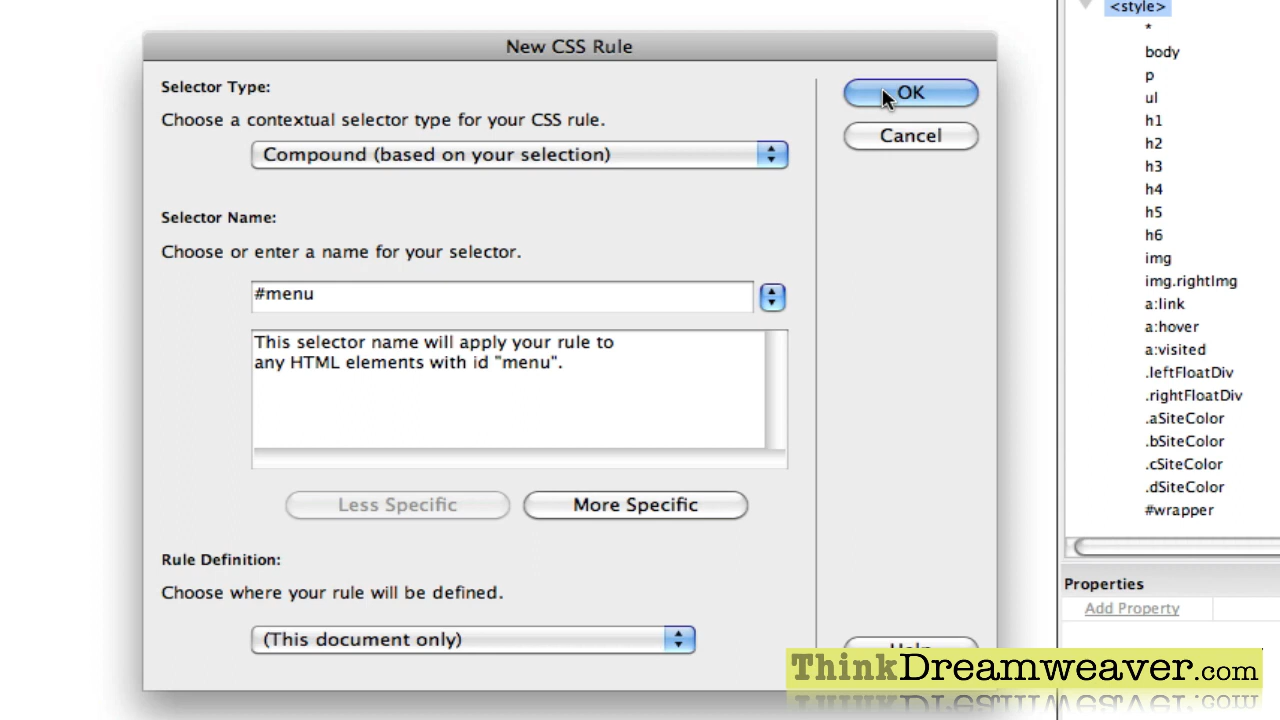 New CSS Rule
Selector Type:
Choose a contextual selector type for your CSS rule.
Compound (based on your selection)
Selector Name:
Choose or enter a name for your selector.
#menu
This selector name will apply your rule to
any HTML elements with id "menu".
Less Specific
More Specific
Rule Definition:
Choose where your rule will be defined.
(This document only)
OK
Cancel
Help
<style>
*
body
p
ul
h1
h2
h3
h4
h5
h6
img
img.rightImg
a:link
a:hover
a:visited
.leftFloatDiv
.rightFloatDiv
.aSiteColor
.bSiteColor
.cSiteColor
.dSiteColor
#wrapper
Properties
Add Property
ThinkDreamweaver.com